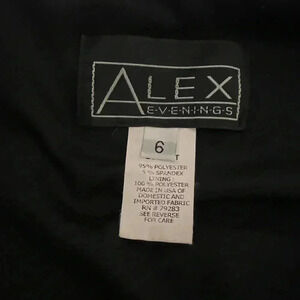 ALEX
E·V·E·N·I·N·G·S
6
95% POLYESTER
5% SPANDEX
LINING:
100% POLYESTER
MADE IN USA OF
DOMESTIC AND
IMPORTED FABRIC
RN # 79283
SEE REVERSE
FOR CARE